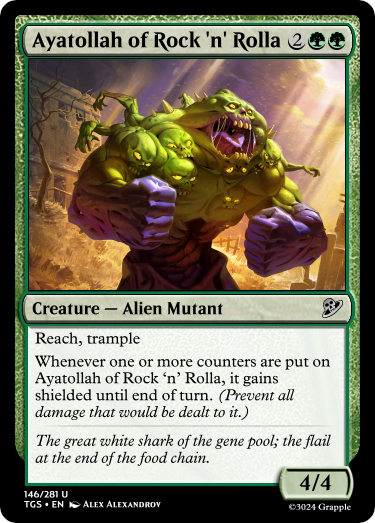 Ayatollah of Rock 'n' Rolla 2
Creature — Alien Mutant
Reach, trample
Whenever one or more counters are put on
Ayatollah of Rock ‘n’ Rolla, it gains
shielded until end of turn. (Prevent all
damage that would be dealt to it.)
The great white shark of the gene pool; the flail
at the end of the food chain.
4/4
146/281 U
TGS • EN Alex Alexandrov
©3024 Grapple